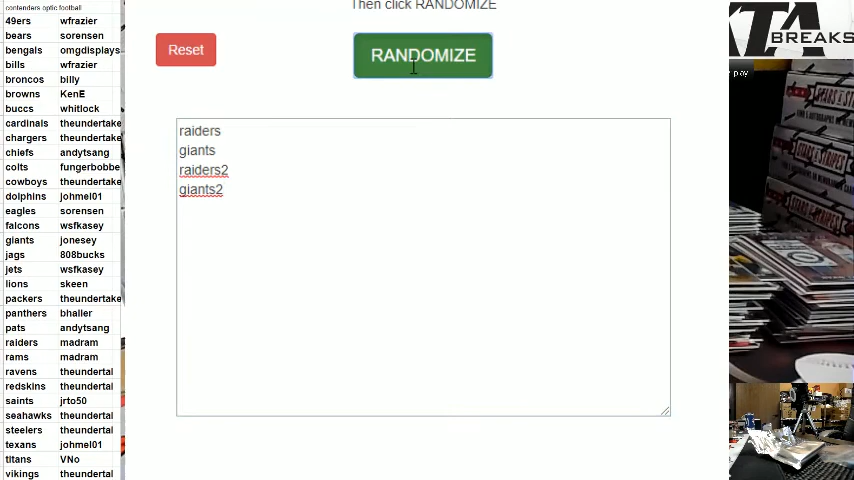 contenders optic football
49ers wfrazier
bears sorensen
bengals omgdisplays
bills wfrazier
broncos billy
browns KenE
buccs whitlock
cardinals theundertake
chargers theundertake
chiefs andytsang
colts fungerbobbe
cowboys theundertake
dolphins johmel01
eagles sorensen
falcons wsfkasey
giants jonesey
jags 808bucks
jets wsfkasey
lions skeen
packers theundertake
panthers bhailer
pats andytsang
raiders madram
rams madram
ravens theundertal
redskins theundertal
saints jrto50
seahawks theundertal
steelers theundertal
texans johmel01
titans VNo
vikings theundertal
Then click RANDOMIZE
Reset
RANDOMIZE
raiders
giants
raiders2
giants2
BREAKS
pay
STARS & STRIPES